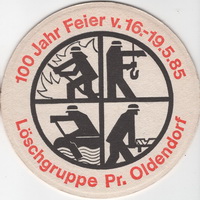 100 Jahr Feier v. 16.-19.5.85
Löschgruppe Pr. Oldendorf